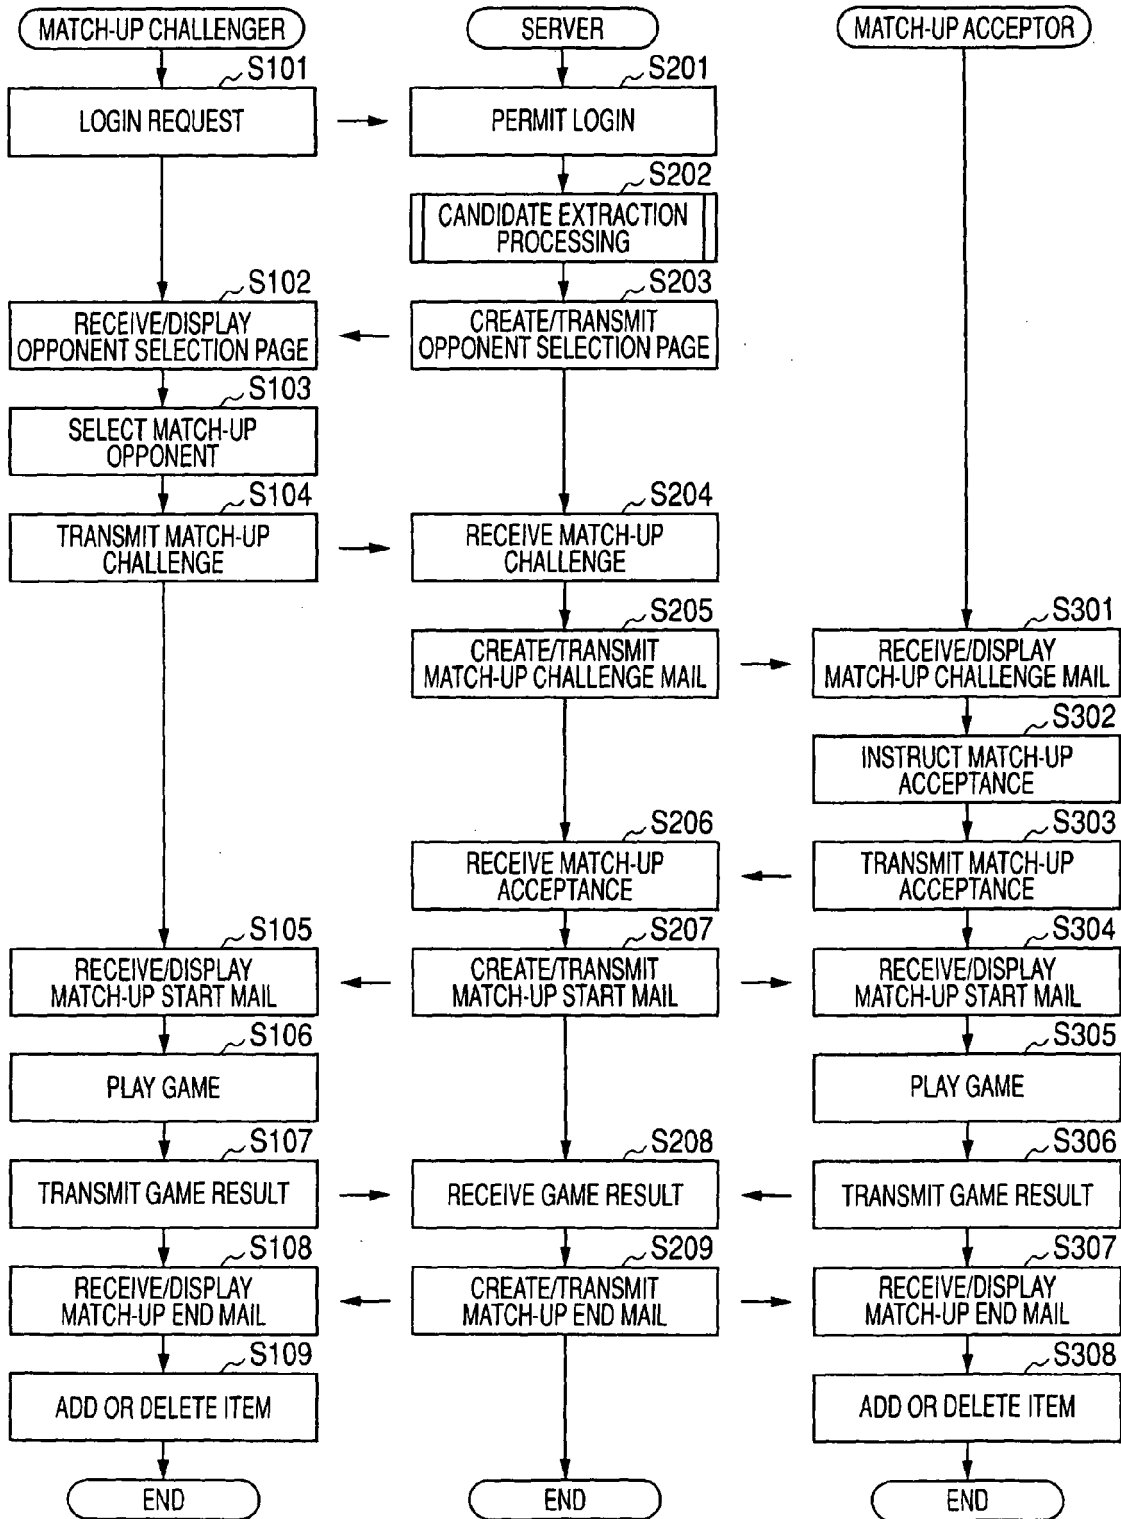 MATCH-UP CHALLENGER
SERVER
MATCH-UP ACCEPTOR
S101
LOGIN REQUEST
S201
PERMIT LOGIN
S202
CANDIDATE EXTRACTION
PROCESSING
S102
RECEIVE/DISPLAY
OPPONENT SELECTION PAGE
S203
CREATE/TRANSMIT
OPPONENT SELECTION PAGE
S103
SELECT MATCH-UP
OPPONENT
S104
TRANSMIT MATCH-UP
CHALLENGE
S204
RECEIVE MATCH-UP
CHALLENGE
S205
CREATE/TRANSMIT
MATCH-UP CHALLENGE MAIL
S301
RECEIVE/DISPLAY
MATCH-UP CHALLENGE MAIL
S302
INSTRUCT MATCH-UP
ACCEPTANCE
S206
RECEIVE MATCH-UP
ACCEPTANCE
S303
TRANSMIT MATCH-UP
ACCEPTANCE
S105
RECEIVE/DISPLAY
MATCH-UP START MAIL
S207
CREATE/TRANSMIT
MATCH-UP START MAIL
S304
RECEIVE/DISPLAY
MATCH-UP START MAIL
S106
PLAY GAME
S305
PLAY GAME
S107
TRANSMIT GAME RESULT
S208
RECEIVE GAME RESULT
S306
TRANSMIT GAME RESULT
S108
RECEIVE/DISPLAY
MATCH-UP END MAIL
S209
CREATE/TRANSMIT
MATCH-UP END MAIL
S307
RECEIVE/DISPLAY
MATCH-UP END MAIL
S109
ADD OR DELETE ITEM
S308
ADD OR DELETE ITEM
END
END
END